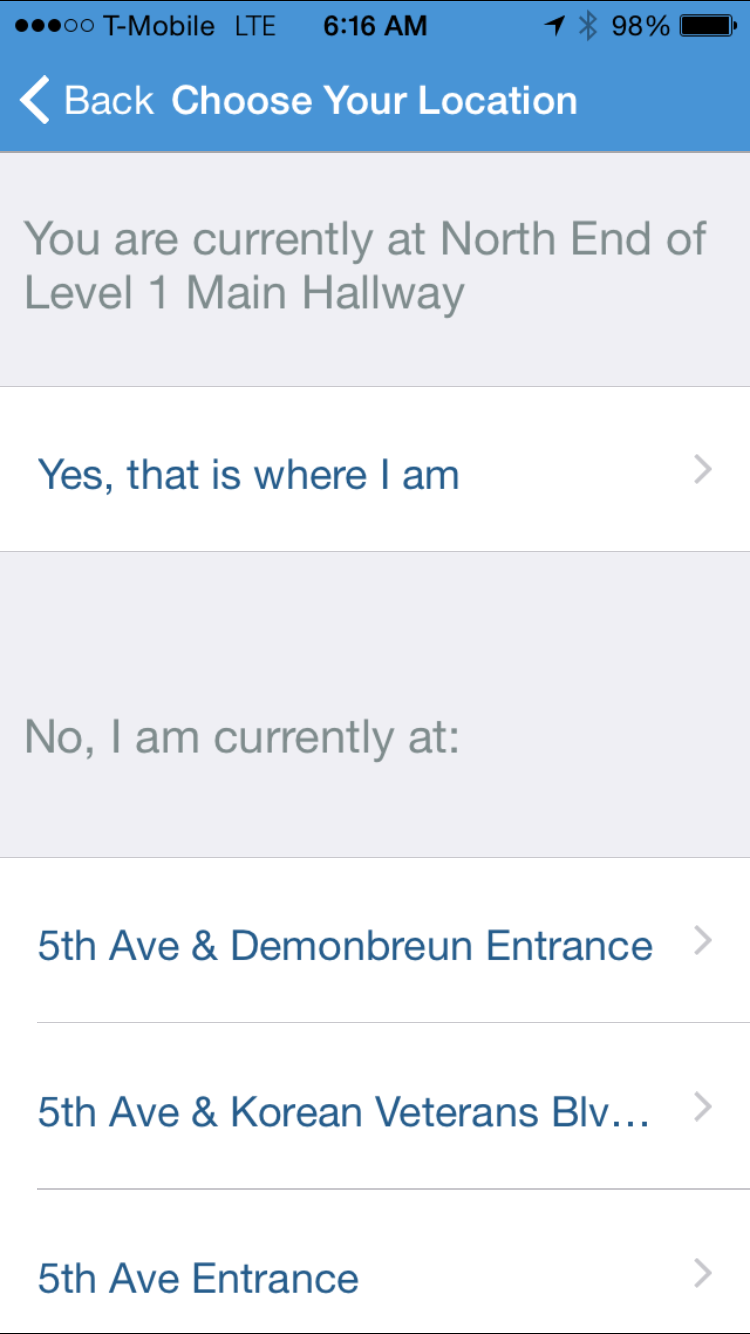 T-Mobile LTE 6:16 AM 98%
Back Choose Your Location
You are currently at North End of
Level 1 Main Hallway
Yes, that is where I am
No, I am currently at:
5th Ave & Demonbreun Entrance
5th Ave & Korean Veterans Blv...
5th Ave Entrance